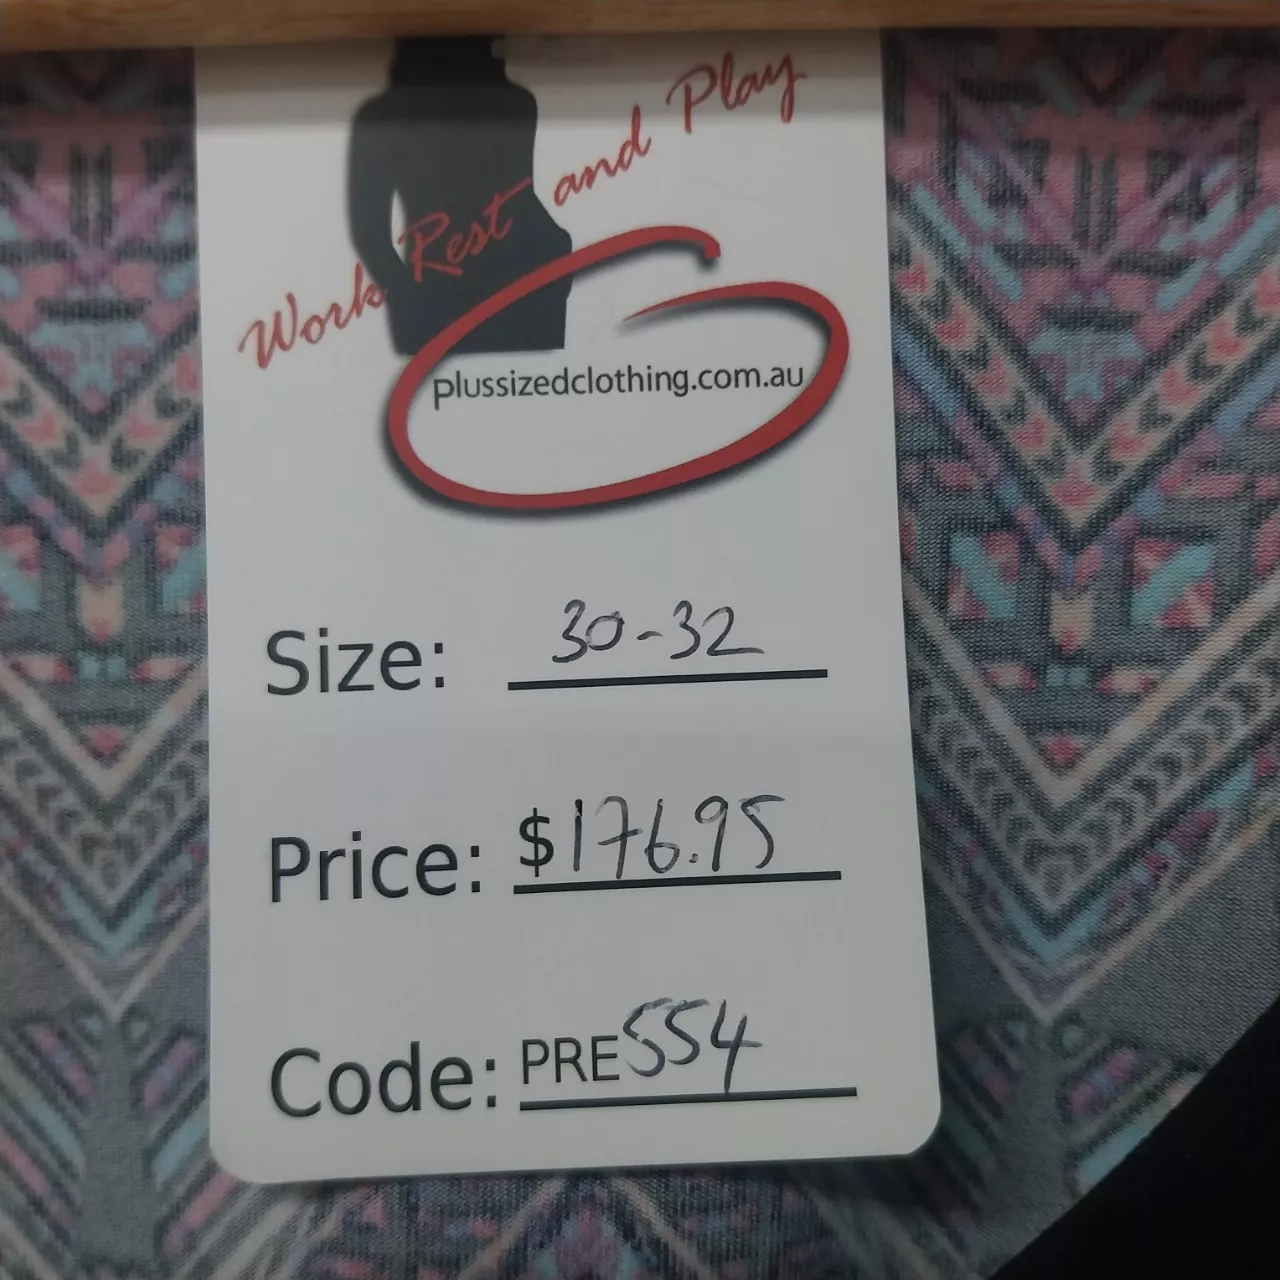 Work Rest and Play
plussizedclothing.com.au
Size: 30-32
Price: $176.95
Code: PRE554